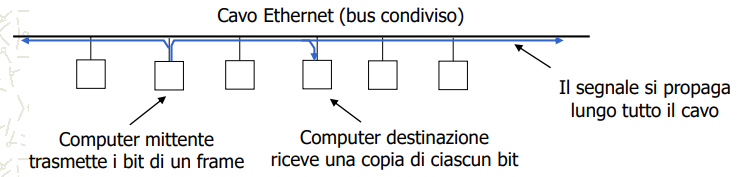 Cavo Ethernet (bus condiviso)
Il segnale si propaga
lungo tutto il cavo
Computer mittente
trasmette i bit di un frame
Computer destinazione
riceve una copia di ciascun bit